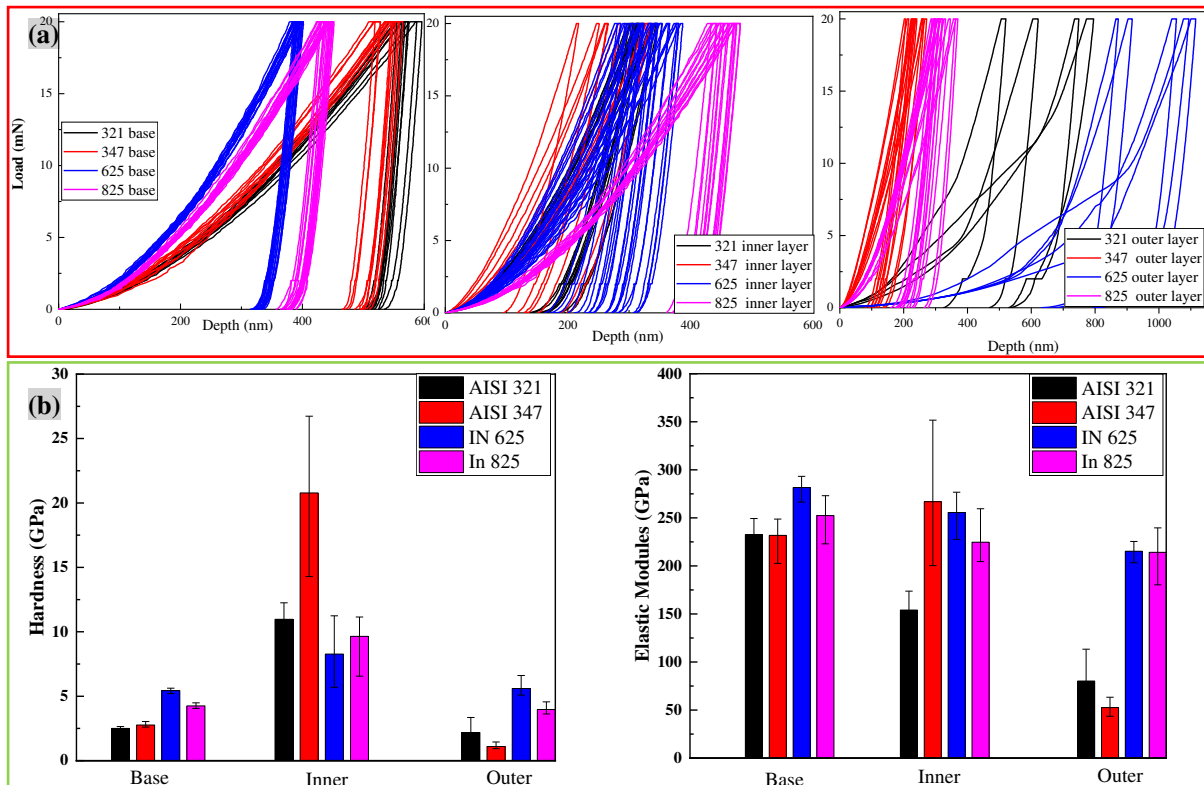 (a)
Load (mN)
20
15
10
5
0
321 base
347 base
625 base
825 base
0
200
400
600
Depth (nm)
20
15
10
5
0
321 inner layer
347 inner layer
625 inner layer
825 inner layer
0
200
400
600
Depth (nm)
20
10
0
321 outer layer
347 outer layer
625 outer layer
825 outer layer
0
200
400
600
800
1000
Depth (nm)
(b)
Hardness (GPa)
30
25
20
15
10
5
0
AISI 321
AISI 347
IN 625
In 825
Base
Inner
Outer
Elastic Modules (GPa)
400
350
300
250
200
150
100
50
0
AISI 321
AISI 347
IN 625
In 825
Base
Inner
Outer